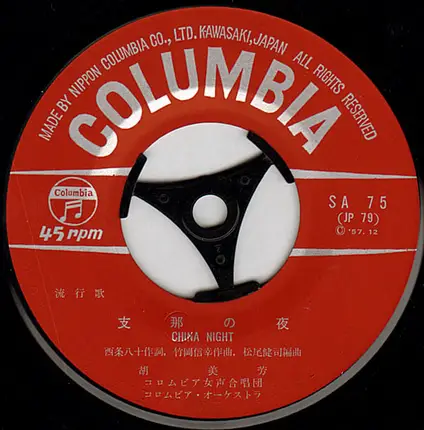 MADE BY NIPPON COLUMBIA CO., LTD. KAWASAKI, JAPAN ALL RIGHTS RESERVED
COLUMBIA
Columbia
45 rpm
SA 75
(JP 79)
© '57. 12
流行歌
支那の夜
CHINA NIGHT
西条八十作詞, 竹岡信幸作曲, 松尾健司編曲
胡美芳
コロムビア女声合唱団
コロムビア・オーケストラ